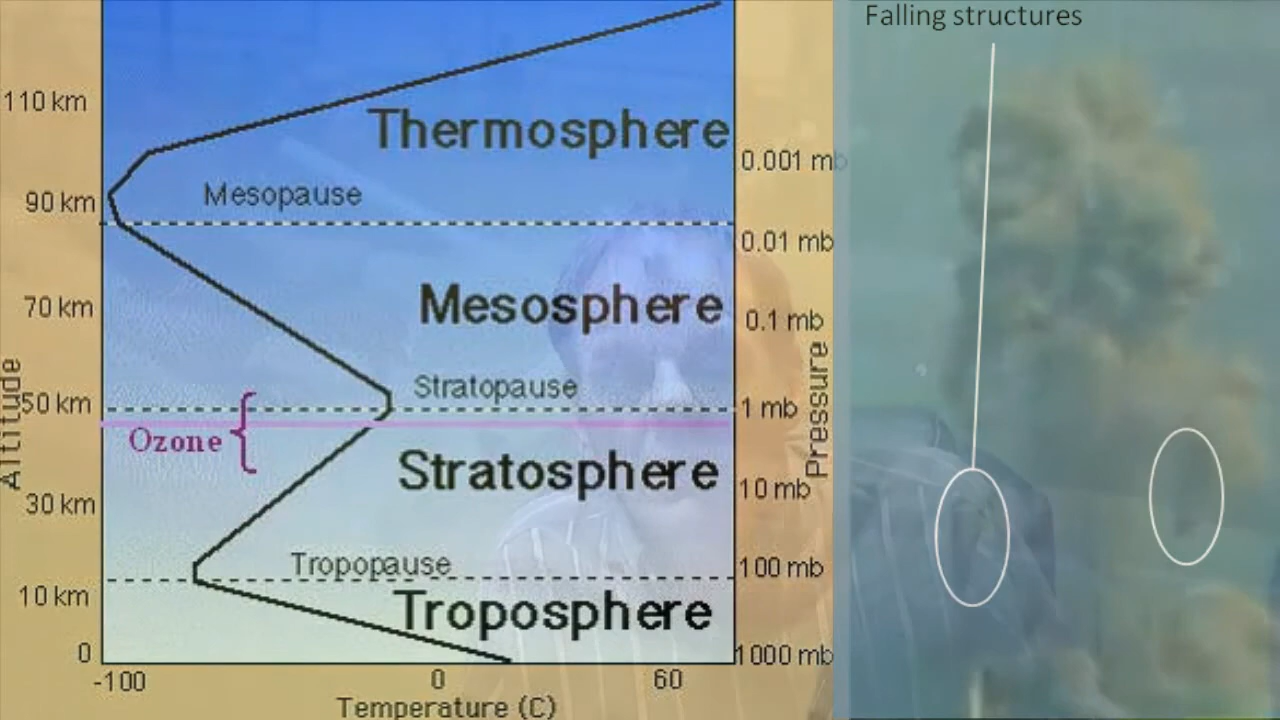 Falling structures
110 km
Thermosphere
0.001 mb
Mesopause
90 km
0.01 mb
Mesosphere
70 km
0.1 mb
Altitude
Pressure
Stratopause
50 km
1 mb
Ozone
Stratosphere
10 mb
30 km
Tropopause
100 mb
10 km
Troposphere
0
1000 mb
-100
0
60
Temperature (C)